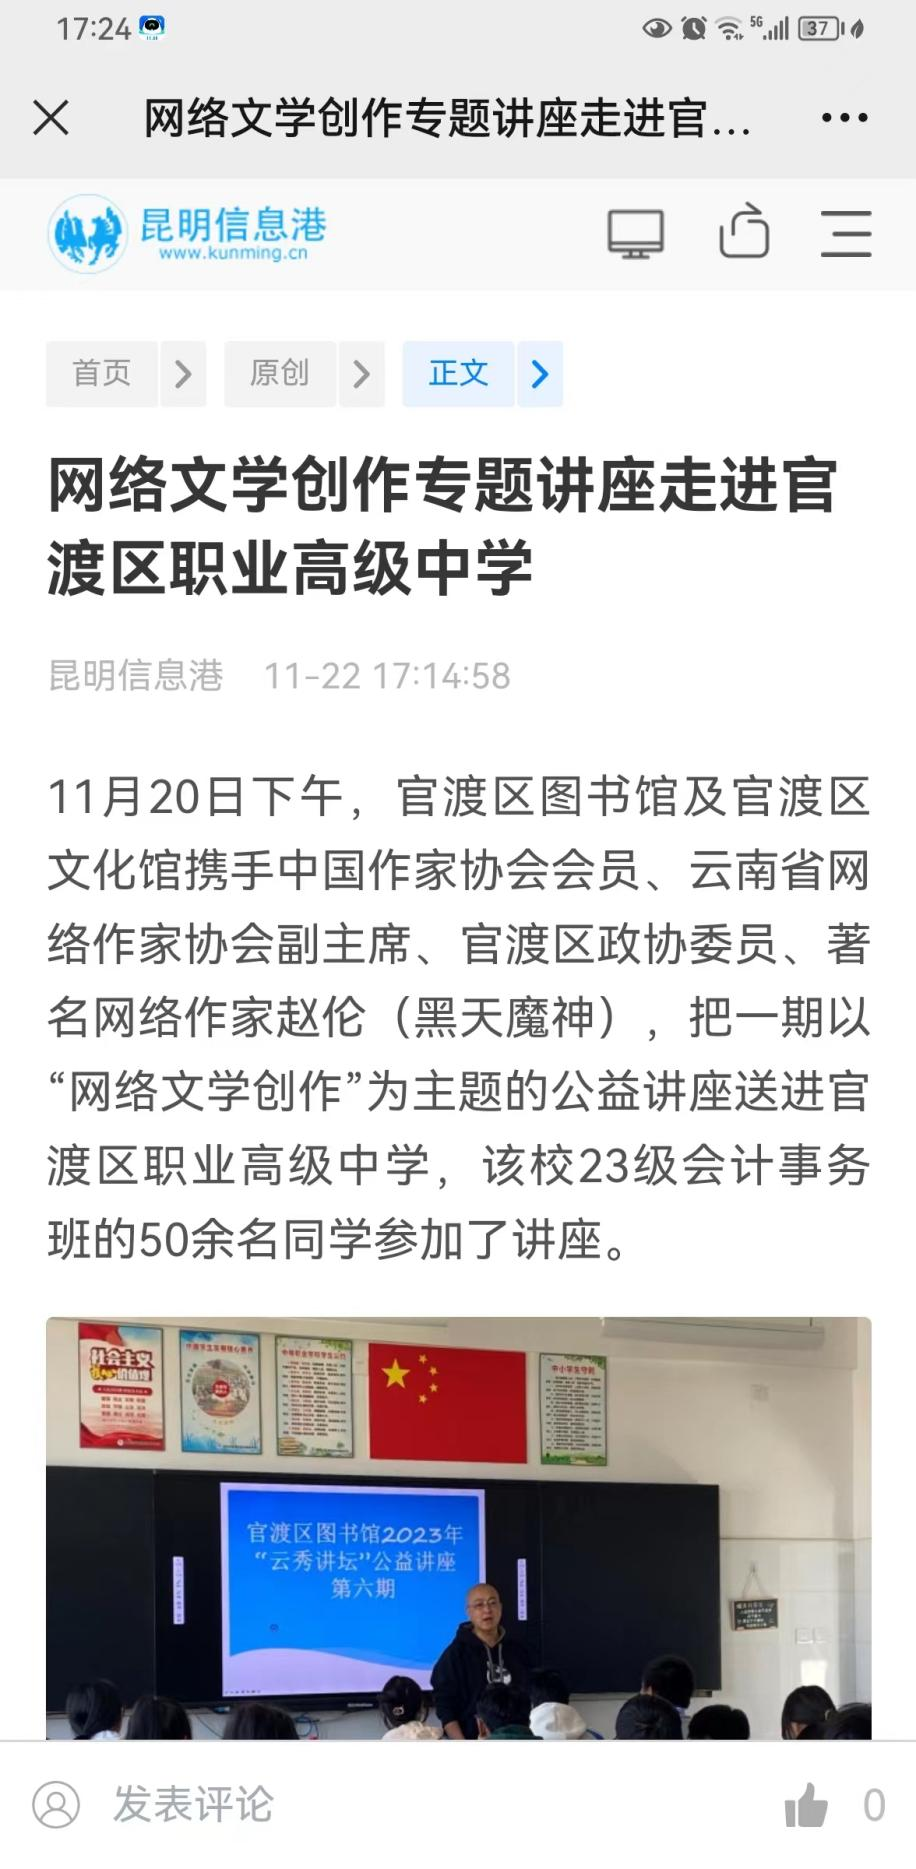 17:24
5G
37
网络文学创作专题讲座走进官...
昆明信息港
www.kunming.cn
首页
原创
正文
网络文学创作专题讲座走进官
渡区职业高级中学
昆明信息港 11-22 17:14:58
11月20日下午，官渡区图书馆及官渡区
文化馆携手中国作家协会会员、云南省网
络作家协会副主席、官渡区政协委员、著
名网络作家赵伦（黑天魔神），把一期以
“网络文学创作”为主题的公益讲座送进官
渡区职业高级中学，该校23级会计事务
班的50余名同学参加了讲座。
社会主义
中小学生守则
官渡区图书馆2023年
“云秀讲坛”公益讲座
第六期
发表评论
0